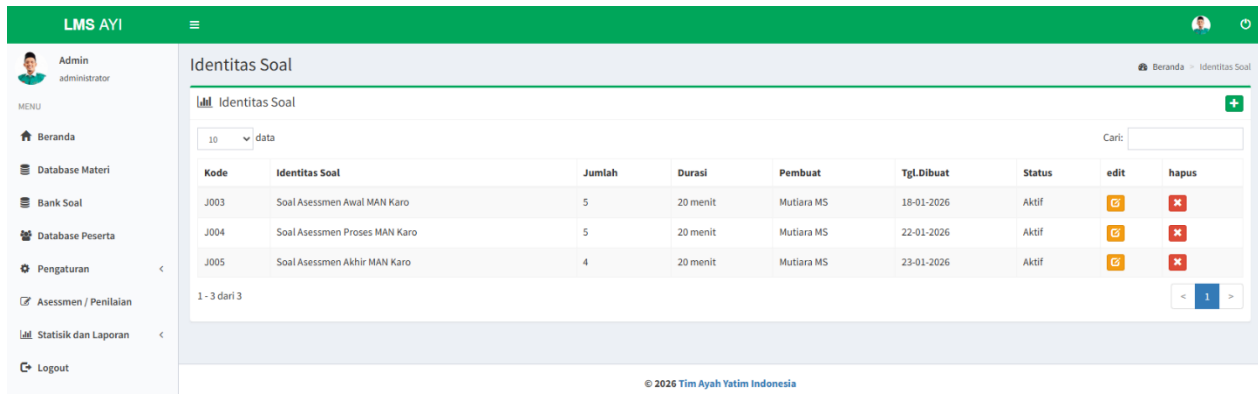 LMS AYI
Admin
administrator
MENU
Beranda
Database Materi
Bank Soal
Database Peserta
Pengaturan
Asessmen / Penilaian
Statisik dan Laporan
Logout
Identitas Soal
Beranda > Identitas Soal
Identitas Soal
10 data Cari:
Kode Identitas Soal Jumlah Durasi Pembuat Tgl.Dibuat Status edit hapus
J003 Soal Asessmen Awal MAN Karo 5 20 menit Mutiara MS 18-01-2026 Aktif
J004 Soal Asessmen Proses MAN Karo 5 20 menit Mutiara MS 22-01-2026 Aktif
J005 Soal Asessmen Akhir MAN Karo 4 20 menit Mutiara MS 23-01-2026 Aktif
1 - 3 dari 3
< 1 >
© 2026 Tim Ayah Yatim Indonesia